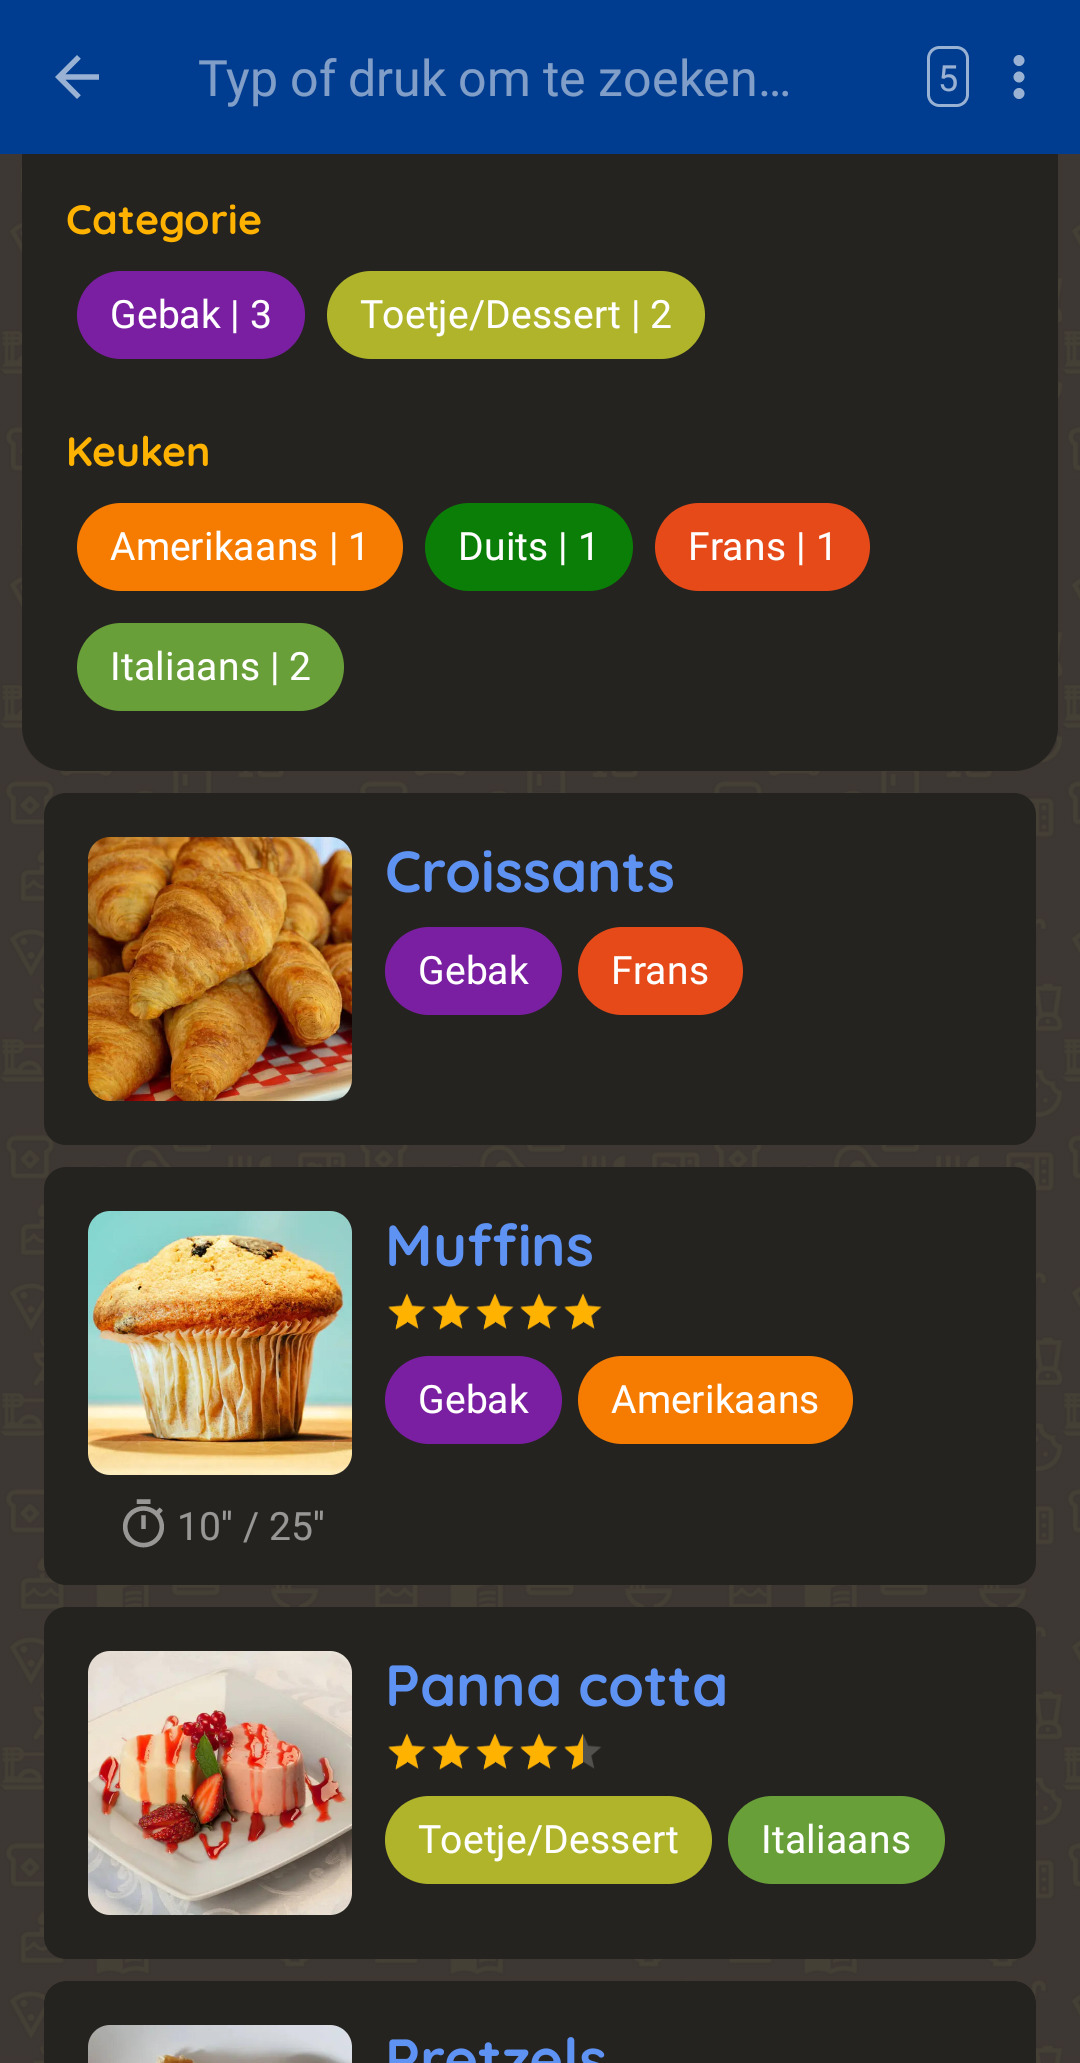 Typ of druk om te zoeken...
5
Categorie
Gebak | 3
Toetje/Dessert | 2
Keuken
Amerikaans | 1
Duits | 1
Frans | 1
Italiaans | 2
Croissants
Gebak
Frans
Muffins
Gebak
Amerikaans
10" / 25"
Panna cotta
Toetje/Dessert
Italiaans
Pretzels